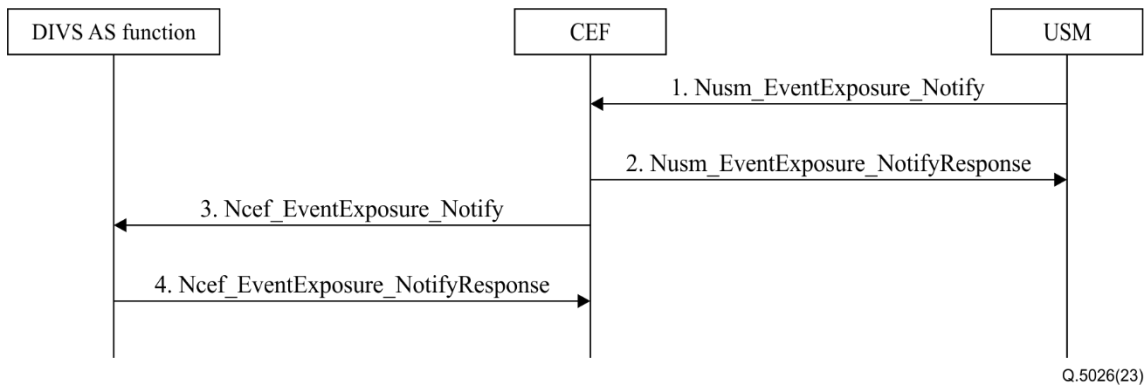 DIVS AS function
CEF
USM
1. Nusm_EventExposure_Notify
2. Nusm_EventExposure_NotifyResponse
3. Ncef_EventExposure_Notify
4. Ncef_EventExposure_NotifyResponse
Q.5026(23)